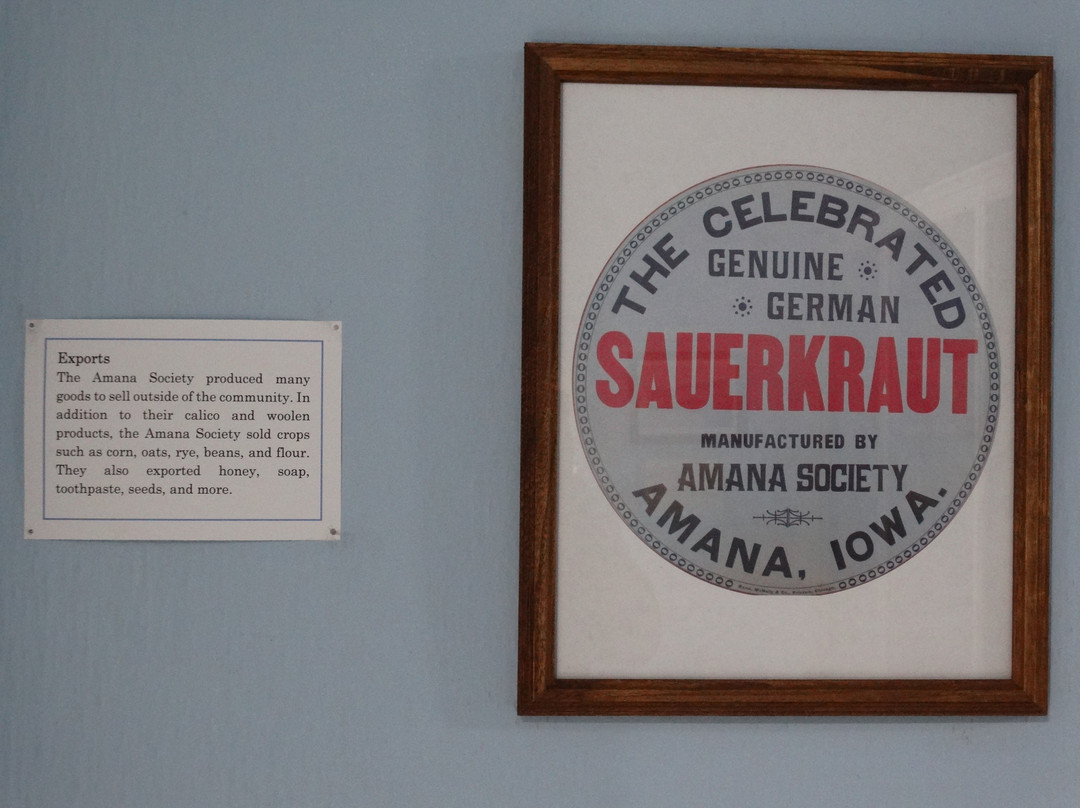 Exports
The Amana Society produced many
goods to sell outside of the community. In
addition to their calico and woolen
products, the Amana Society sold crops
such as corn, oats, rye, beans, and flour.
They also exported honey, soap,
toothpaste, seeds, and more.
THE CELEBRATED
GENUINE
GERMAN
SAUERKRAUT
MANUFACTURED BY
AMANA SOCIETY
AMANA, IOWA.